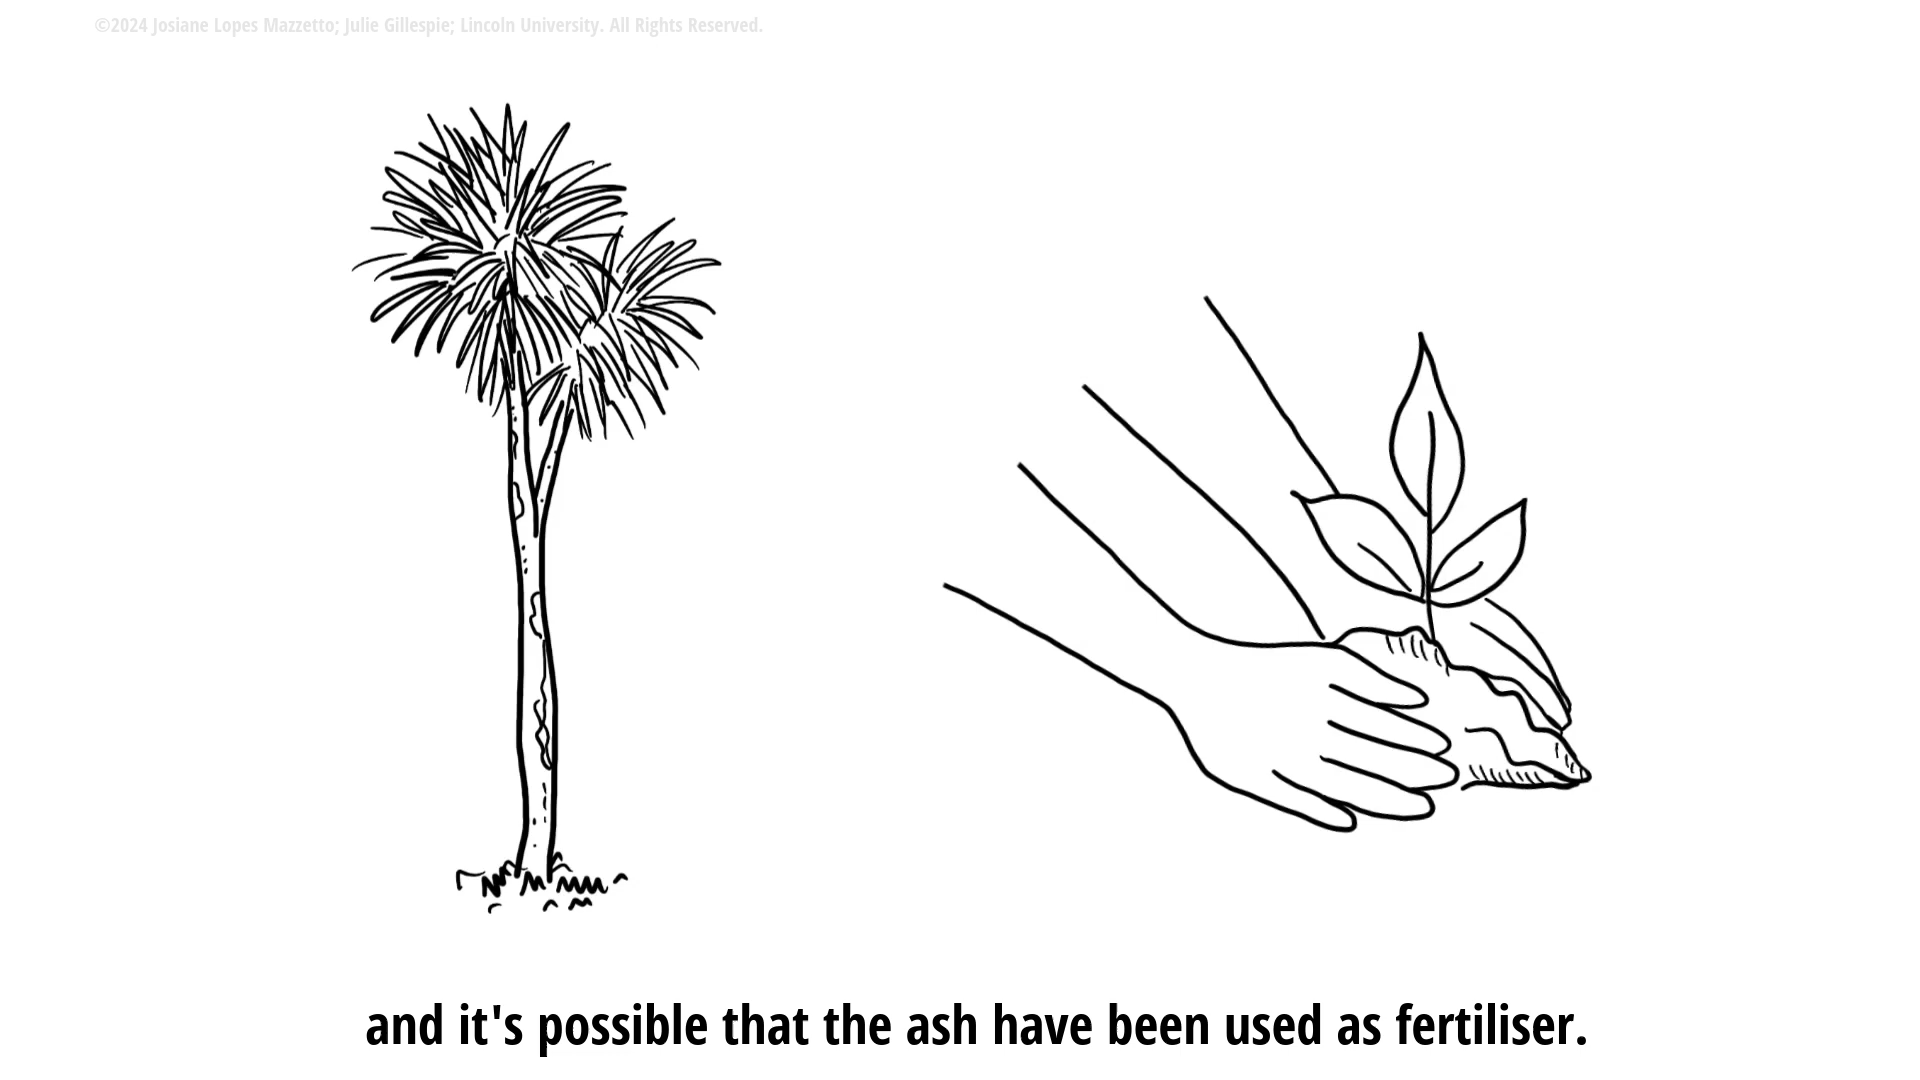 ©2024 Josiane Lopes Mazzetto; Julie Gillespie; Lincoln University. All Rights Reserved.
and it's possible that the ash have been used as fertiliser.